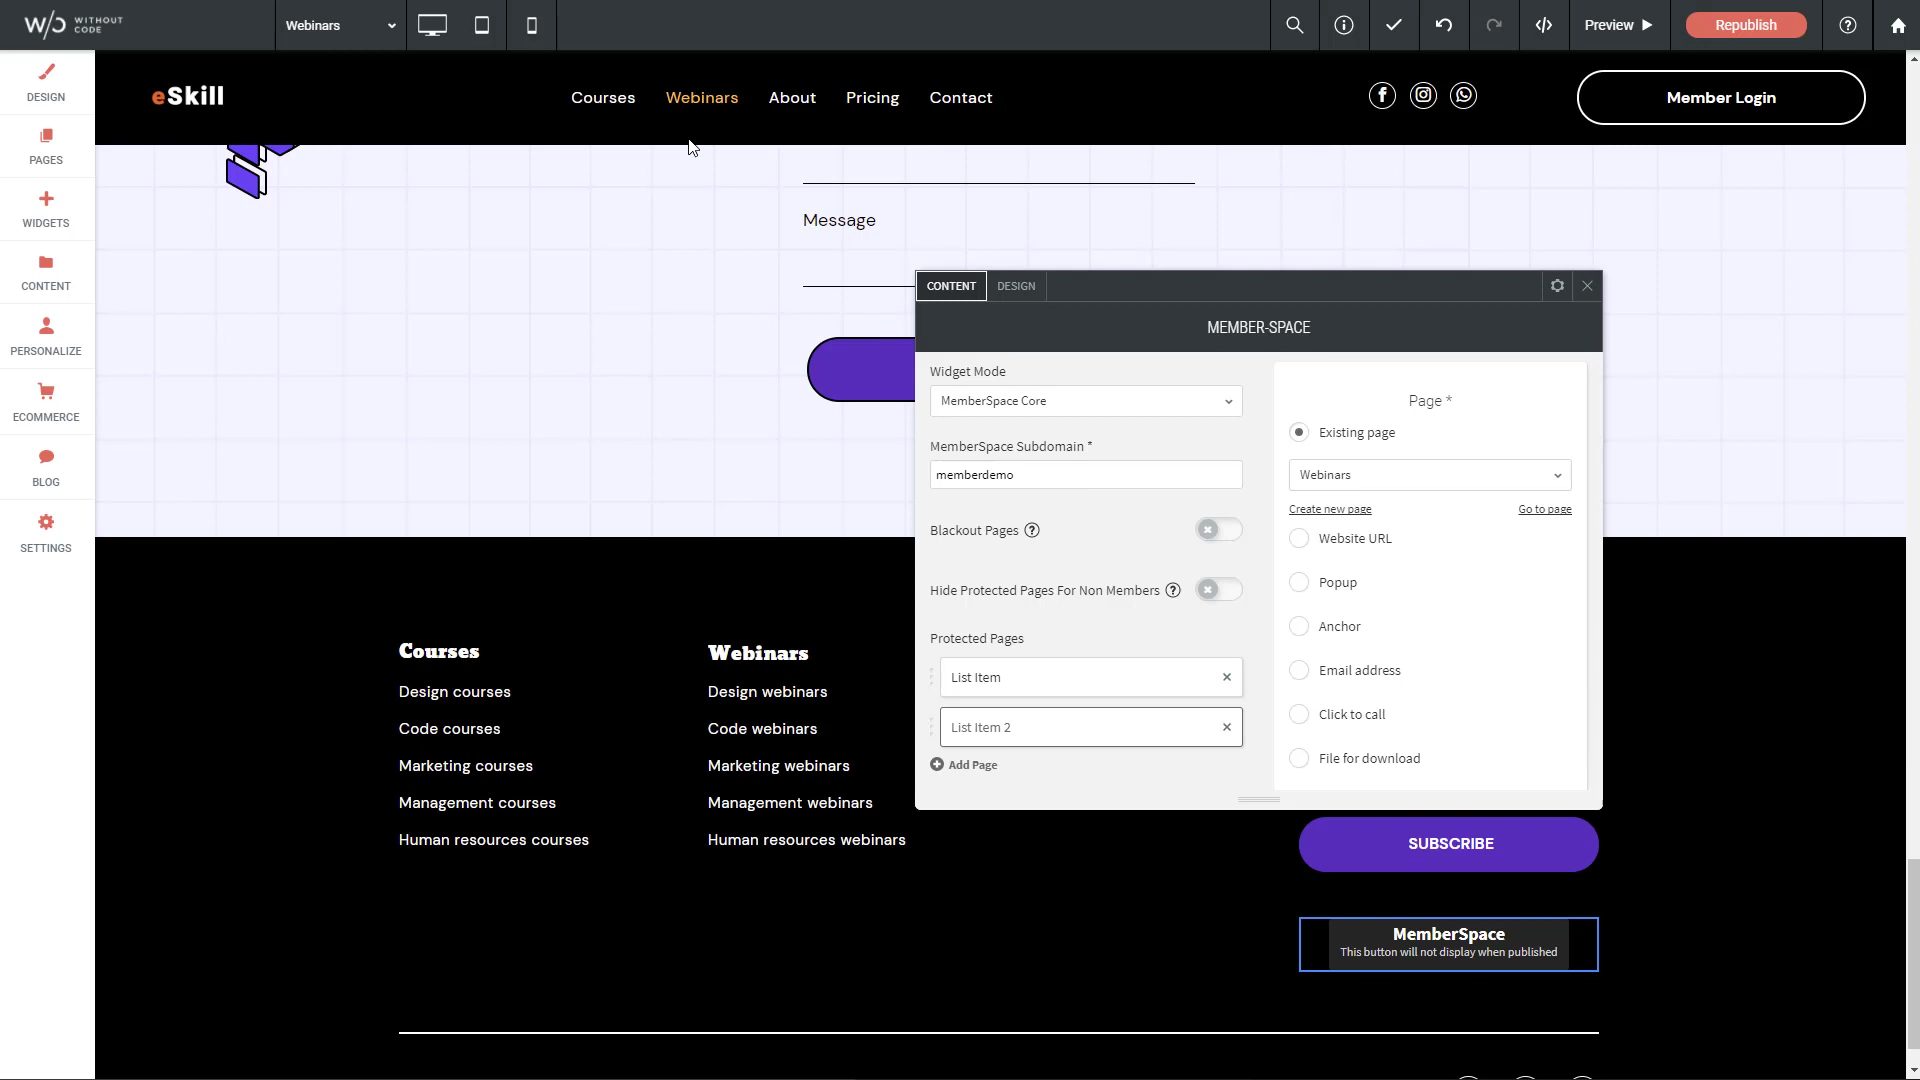 W/O WITHOUT CODE
Webinars
Preview
Republish
DESIGN
PAGES
WIDGETS
CONTENT
PERSONALIZE
ECOMMERCE
BLOG
SETTINGS
eSkill
Courses
Webinars
About
Pricing
Contact
Member Login
Message
CONTENT
DESIGN
MEMBER-SPACE
Widget Mode
MemberSpace Core
MemberSpace Subdomain *
memberdemo
Blackout Pages ?
Hide Protected Pages For Non Members ?
Protected Pages
List Item
List Item 2
Add Page
Page *
Existing page
Webinars
Create new page
Go to page
Website URL
Popup
Anchor
Email address
Click to call
File for download
Courses
Design courses
Code courses
Marketing courses
Management courses
Human resources courses
Webinars
Design webinars
Code webinars
Marketing webinars
Management webinars
Human resources webinars
SUBSCRIBE
MemberSpace
This button will not display when published